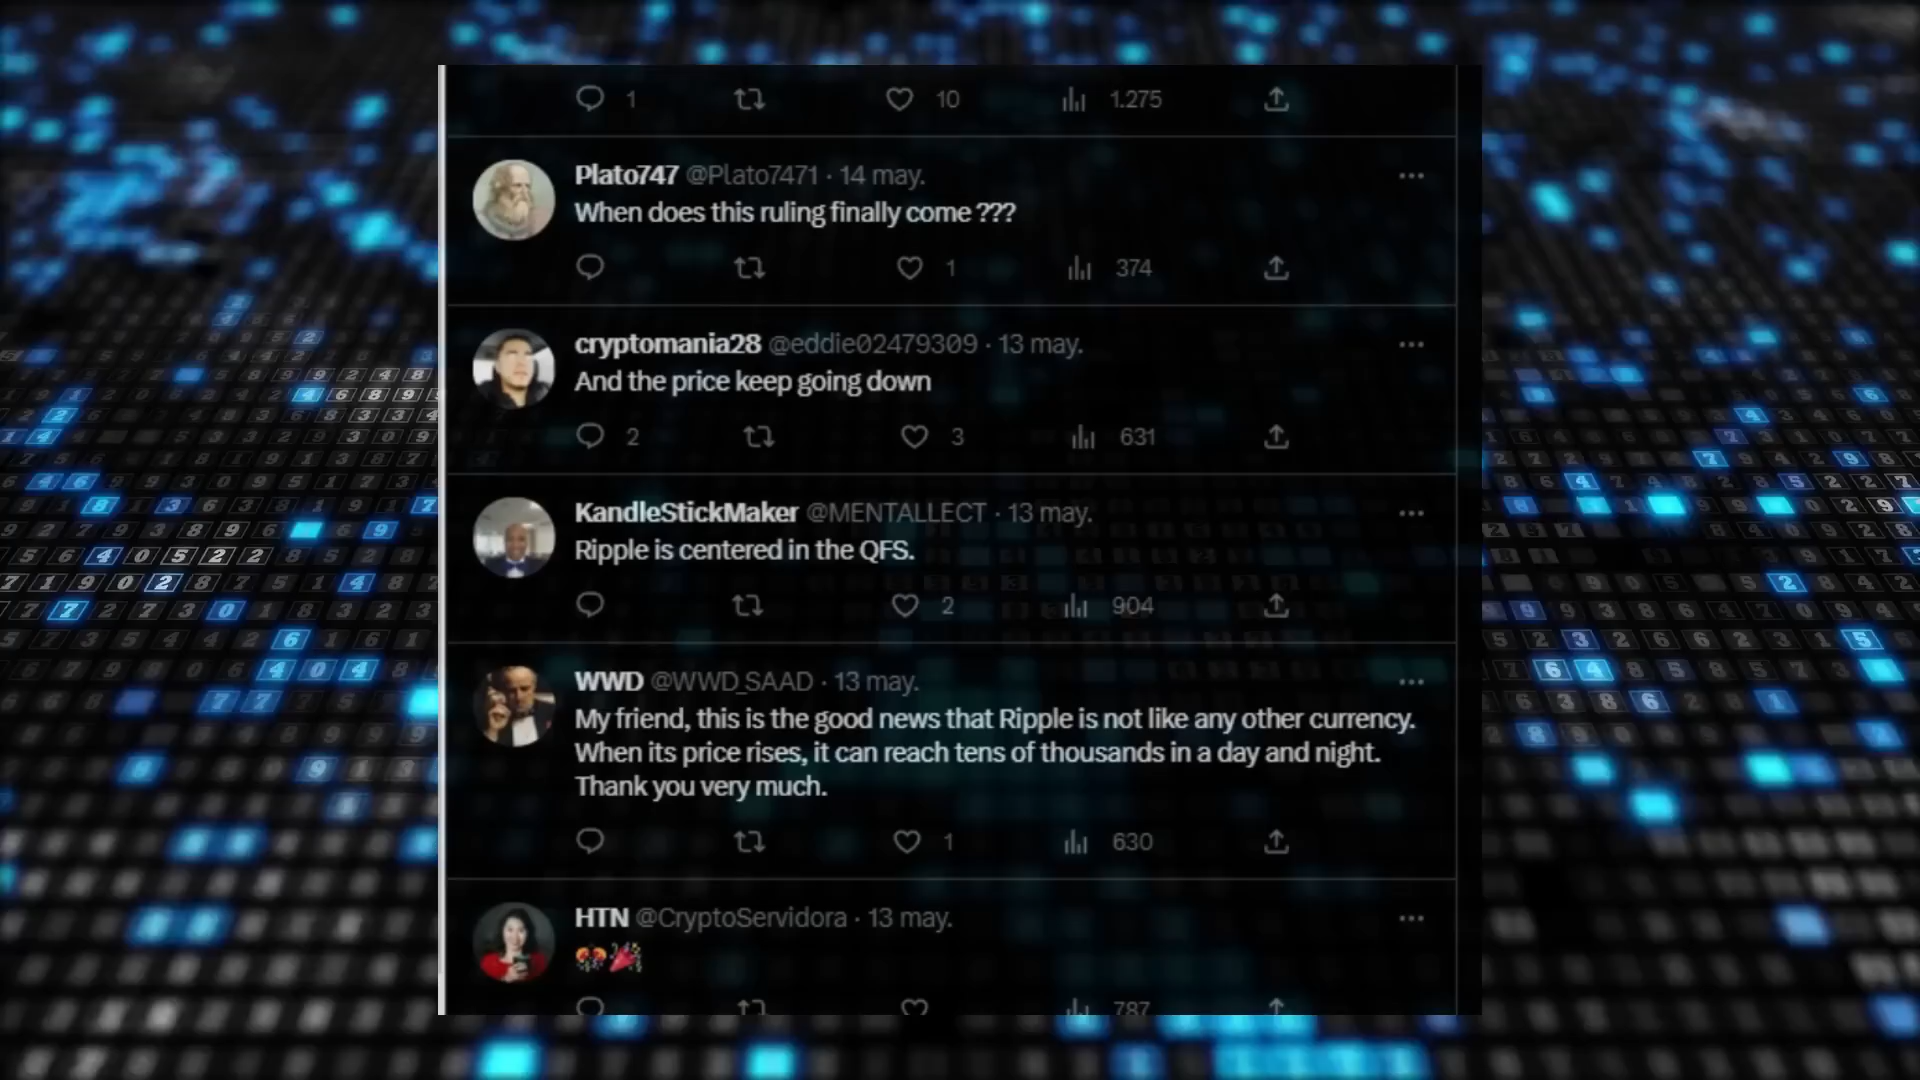 1 10 1.275
Plato747 @Plato7471 · 14 may.
When does this ruling finally come ???
1 374
cryptomania28 @eddie02479309 · 13 may.
And the price keep going down
2 3 631
KandleStickMaker @MENTALLECT · 13 may.
Ripple is centered in the QFS.
2 904
WWD @WWD_SAAD · 13 may.
My friend, this is the good news that Ripple is not like any other currency.
When its price rises, it can reach tens of thousands in a day and night.
Thank you very much.
1 630
HTN @CryptoServidora · 13 may.
787